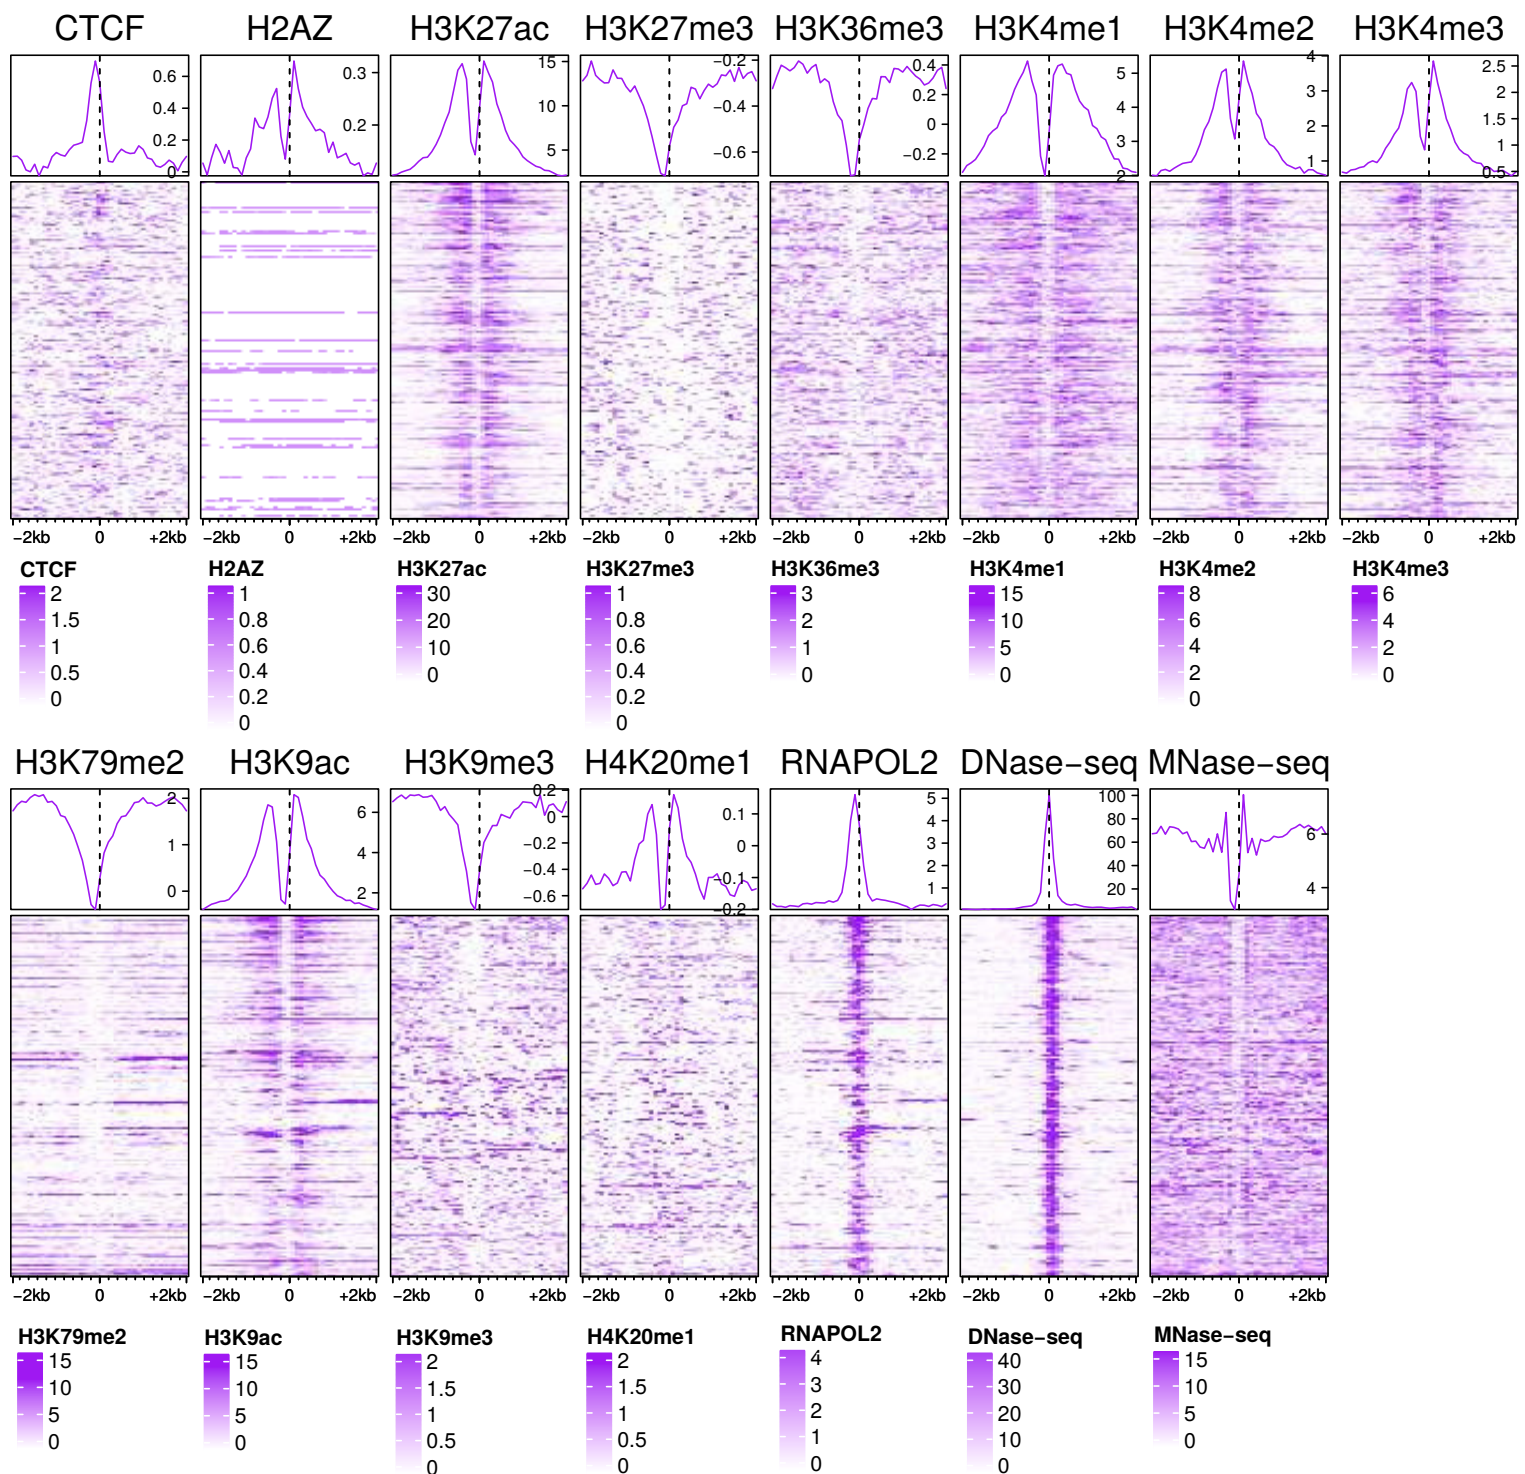 CTCF H2AZ H3K27ac H3K27me3 H3K36me3 H3K4me1 H3K4me2 H3K4me3
0.6 0.4 0.2 0
0.3 0.2
15 10 5
−0.2 −0.4 −0.6
0.4 0.2 0 −0.2
5 4 3 2
4 3 2 1
2.5 2 1.5 1 0.5
−2kb 0 +2kb −2kb 0 +2kb −2kb 0 +2kb −2kb 0 +2kb −2kb 0 +2kb −2kb 0 +2kb −2kb 0 +2kb −2kb 0 +2kb
CTCF
2
1.5
1
0.5
0
H2AZ
1
0.8
0.6
0.4
0.2
0
H3K27ac
30
20
10
0
H3K27me3
1
0.8
0.6
0.4
0.2
0
H3K36me3
3
2
1
0
H3K4me1
15
10
5
0
H3K4me2
8
6
4
2
0
H3K4me3
6
4
2
0
H3K79me2 H3K9ac H3K9me3 H4K20me1 RNAPOL2 DNase−seq MNase−seq
2 1 0
6 4 2
0.2 0 −0.2 −0.4 −0.6
0.1 0 −0.1 −0.2
5 4 3 2 1
100 80 60 40 20
6 4
−2kb 0 +2kb −2kb 0 +2kb −2kb 0 +2kb −2kb 0 +2kb −2kb 0 +2kb −2kb 0 +2kb −2kb 0 +2kb
H3K79me2
15
10
5
0
H3K9ac
15
10
5
0
H3K9me3
2
1.5
1
0.5
0
H4K20me1
2
1.5
1
0.5
0
RNAPOL2
4
3
2
1
0
DNase−seq
40
30
20
10
0
MNase−seq
15
10
5
0